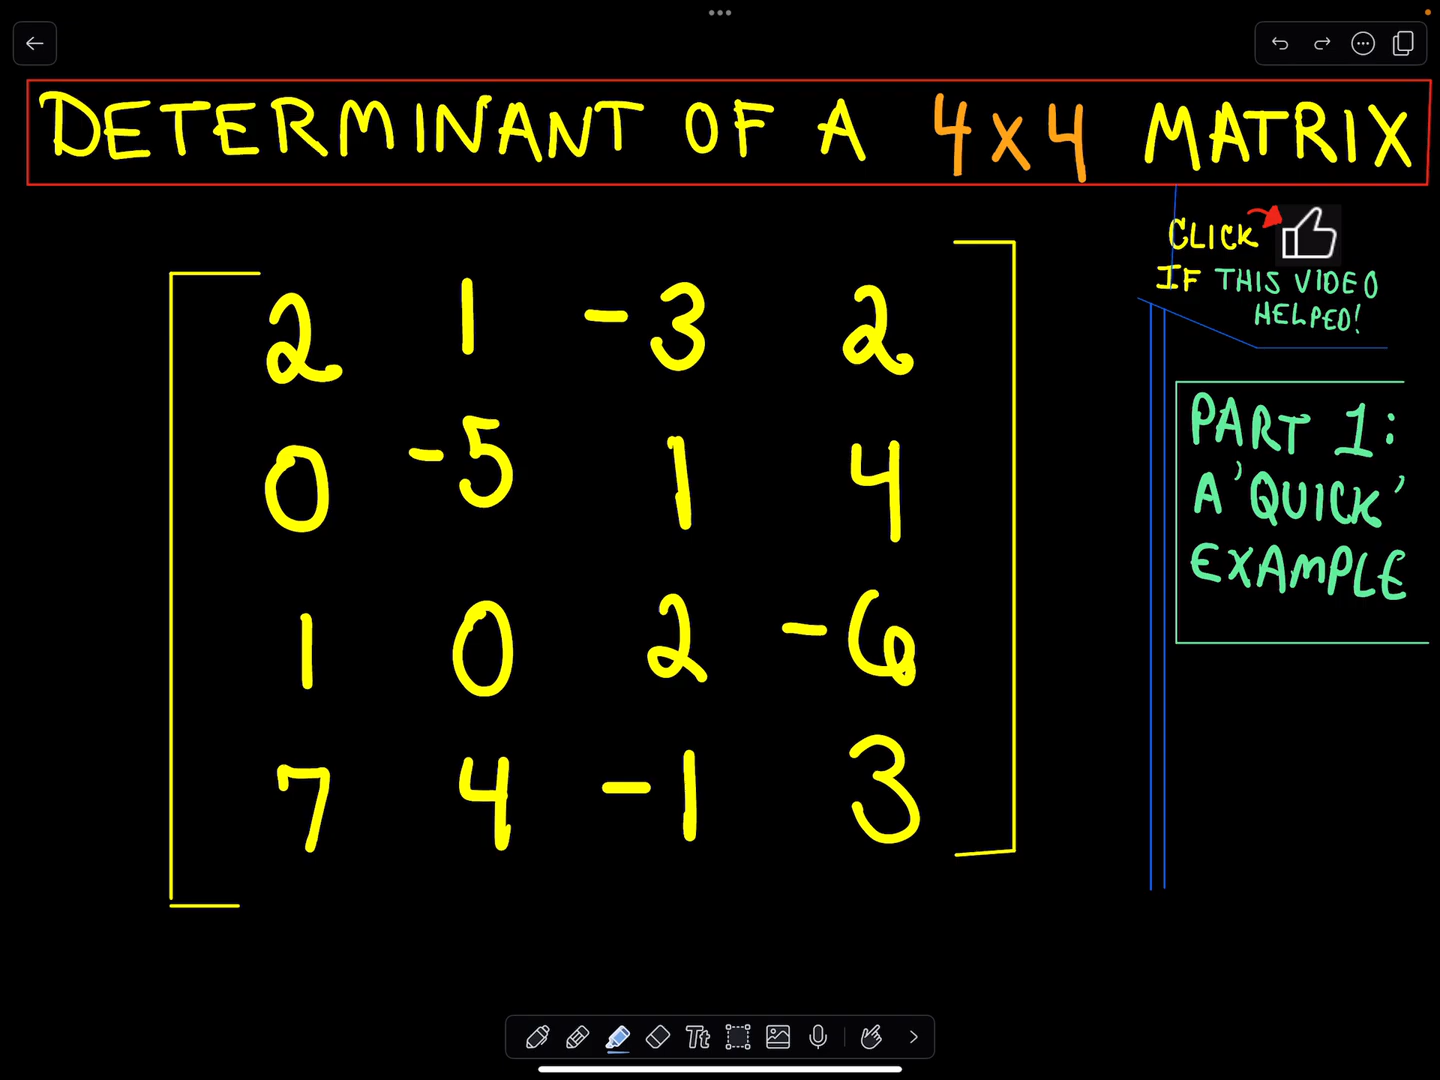 DETERMINANT OF A 4x4 MATRIX
CLICK
IF THIS VIDEO
HELPED!
2 1 -3 2
0 -5 1 4
1 0 2 -6
7 4 -1 3
PART 1:
A 'QUICK'
EXAMPLE
Tt